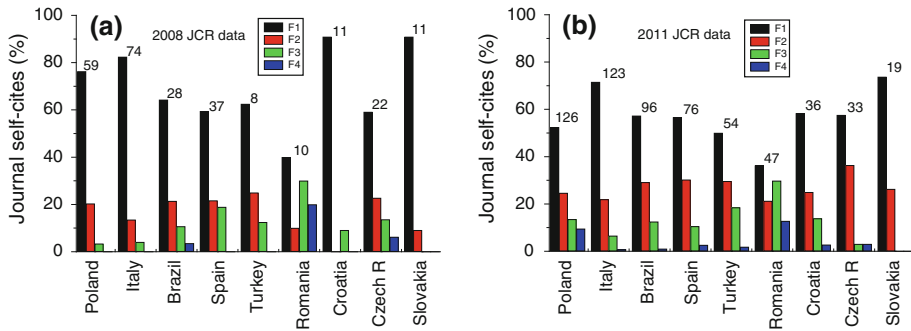 (a)
2008 JCR data
F1
F2
F3
F4
Journal self-cites (%)
100
80
60
40
20
0
59
74
28
37
8
10
11
22
11
Poland
Italy
Brazil
Spain
Turkey
Romania
Croatia
Czech R
Slovakia
(b)
2011 JCR data
F1
F2
F3
F4
Journal self-cites (%)
100
80
60
40
20
0
126
123
96
76
54
47
36
33
19
Poland
Italy
Brazil
Spain
Turkey
Romania
Croatia
Czech R
Slovakia